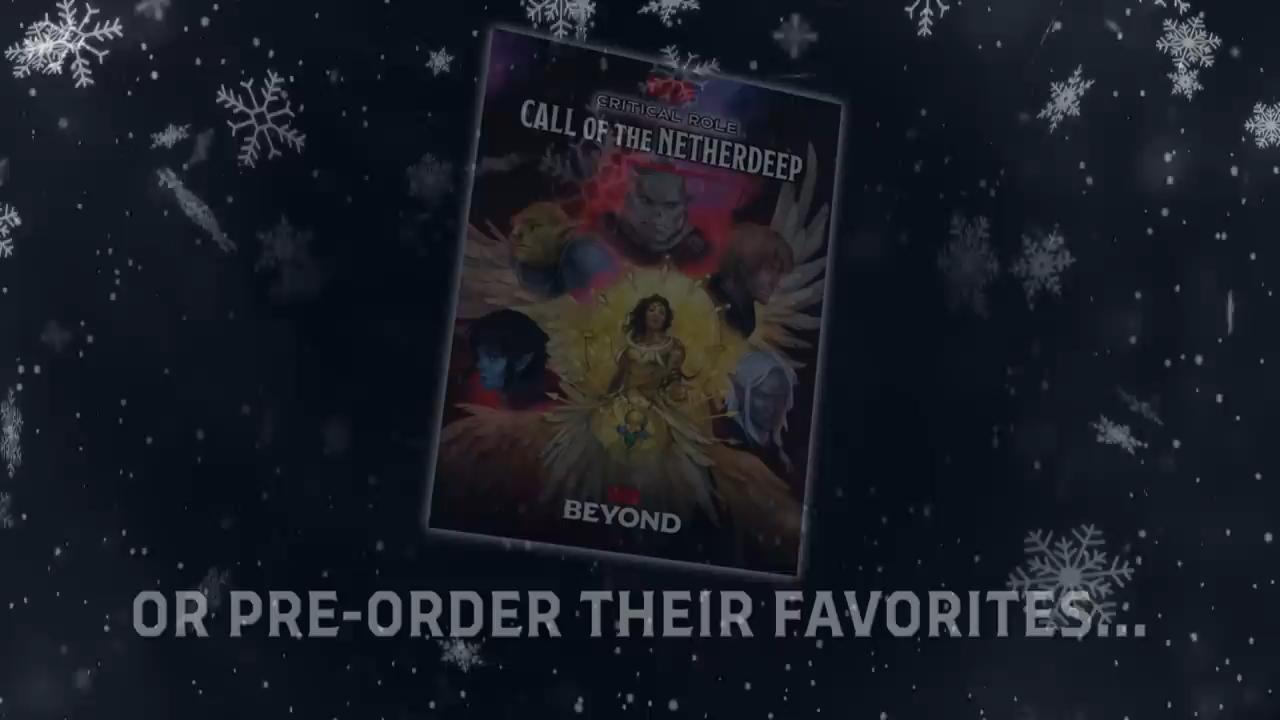 CRITICAL ROLE
CALL OF THE NETHERDEEP
BEYOND
OR PRE-ORDER THEIR FAVORITES...